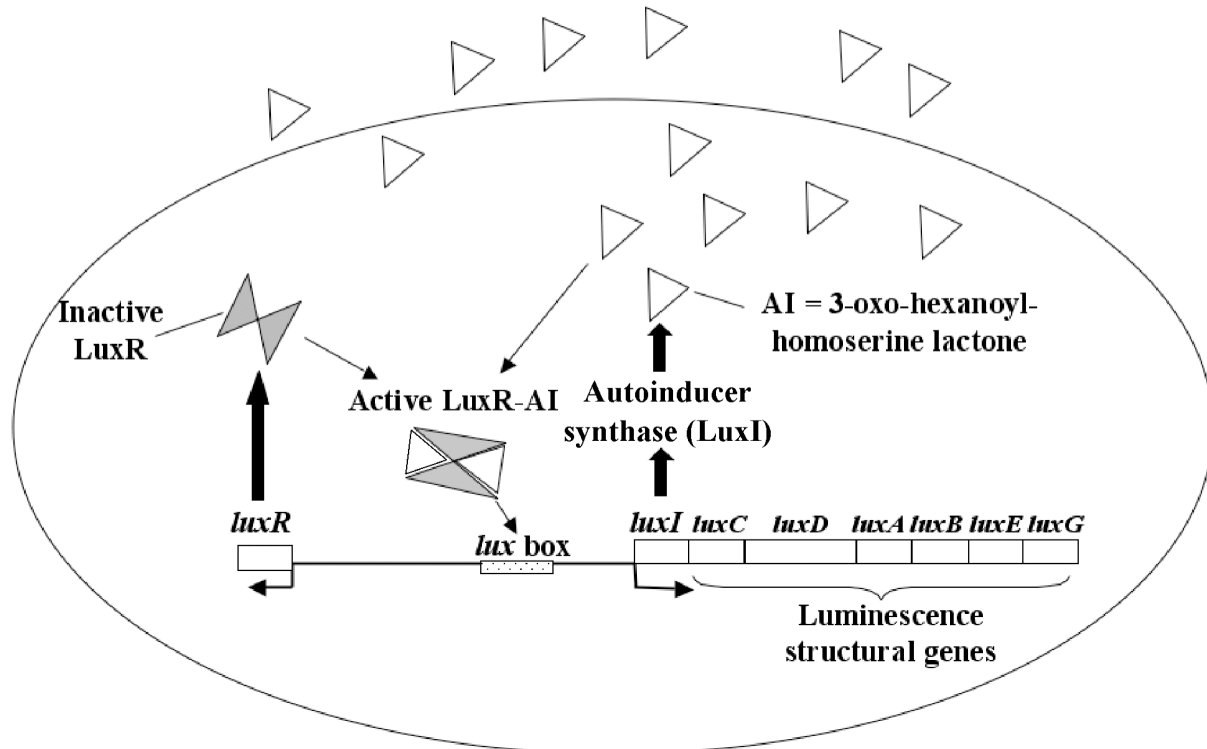 Inactive
LuxR
AI = 3-oxo-hexanoyl-
homoserine lactone
Active LuxR-AI
Autoinducer
synthase (LuxI)
luxR
lux box
luxI luxC luxD luxA luxB luxE luxG
Luminescence
structural genes